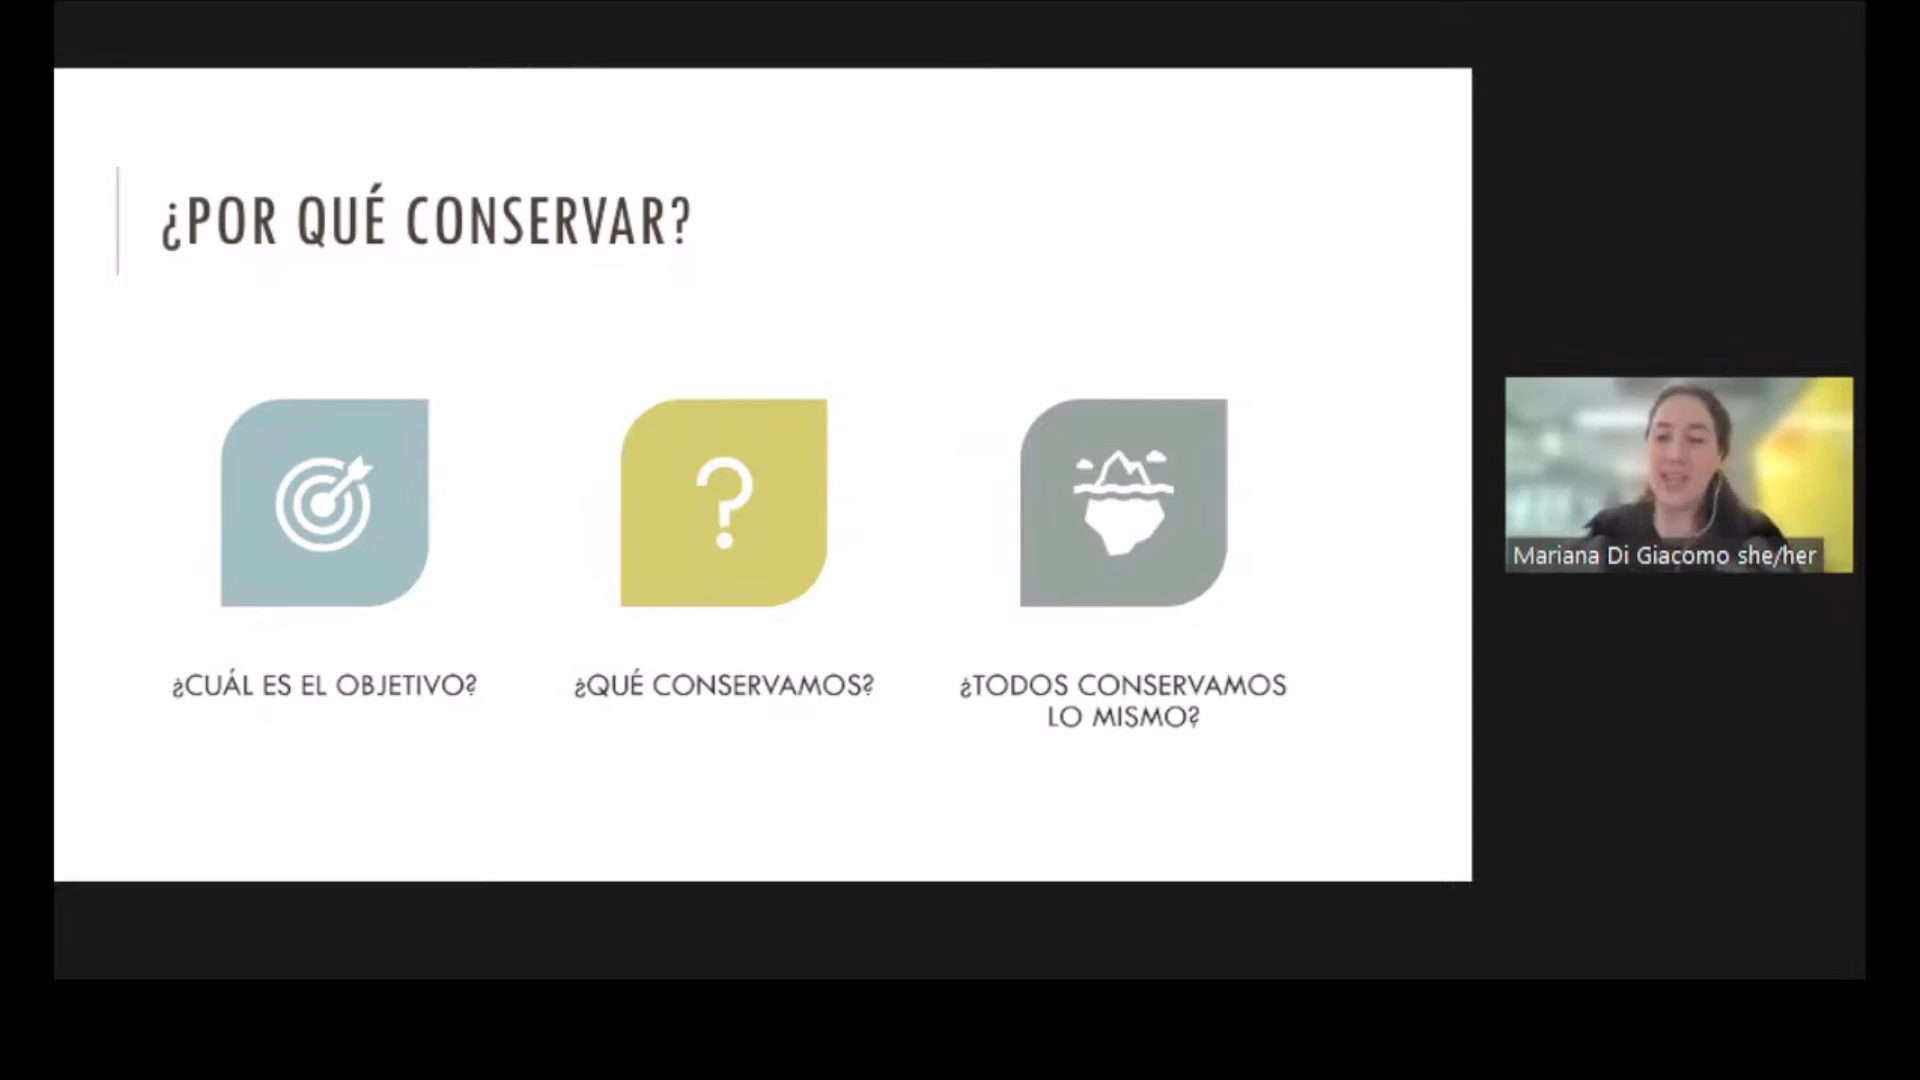 ¿POR QUÉ CONSERVAR?
¿CUÁL ES EL OBJETIVO?
¿QUÉ CONSERVAMOS?
¿TODOS CONSERVAMOS
LO MISMO?
Mariana Di Giacomo she/her